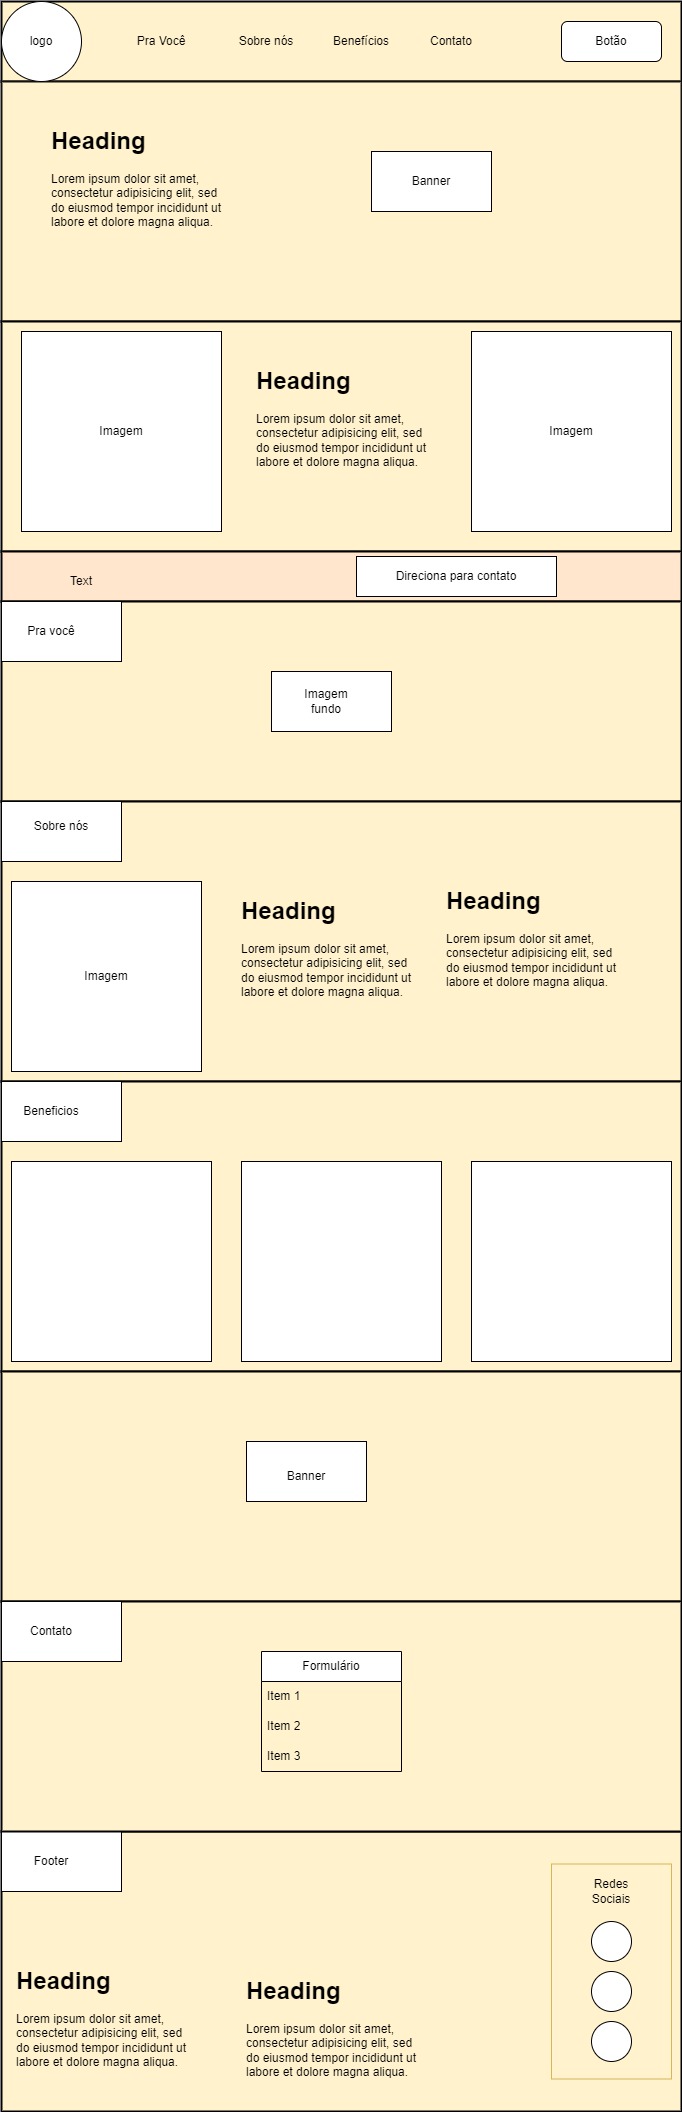 logo
Pra Você
Sobre nós
Benefícios
Contato
Botão
Heading
Lorem ipsum dolor sit amet,
consectetur adipisicing elit, sed
do eiusmod tempor incididunt ut
labore et dolore magna aliqua.
Banner
Imagem
Heading
Lorem ipsum dolor sit amet,
consectetur adipisicing elit, sed
do eiusmod tempor incididunt ut
labore et dolore magna aliqua.
Imagem
Text
Direciona para contato
Pra você
Imagem
fundo
Sobre nós
Imagem
Heading
Lorem ipsum dolor sit amet,
consectetur adipisicing elit, sed
do eiusmod tempor incididunt ut
labore et dolore magna aliqua.
Heading
Lorem ipsum dolor sit amet,
consectetur adipisicing elit, sed
do eiusmod tempor incididunt ut
labore et dolore magna aliqua.
Beneficios
Banner
Contato
Formulário
Item 1
Item 2
Item 3
Footer
Heading
Lorem ipsum dolor sit amet,
consectetur adipisicing elit, sed
do eiusmod tempor incididunt ut
labore et dolore magna aliqua.
Heading
Lorem ipsum dolor sit amet,
consectetur adipisicing elit, sed
do eiusmod tempor incididunt ut
labore et dolore magna aliqua.
Redes
Sociais